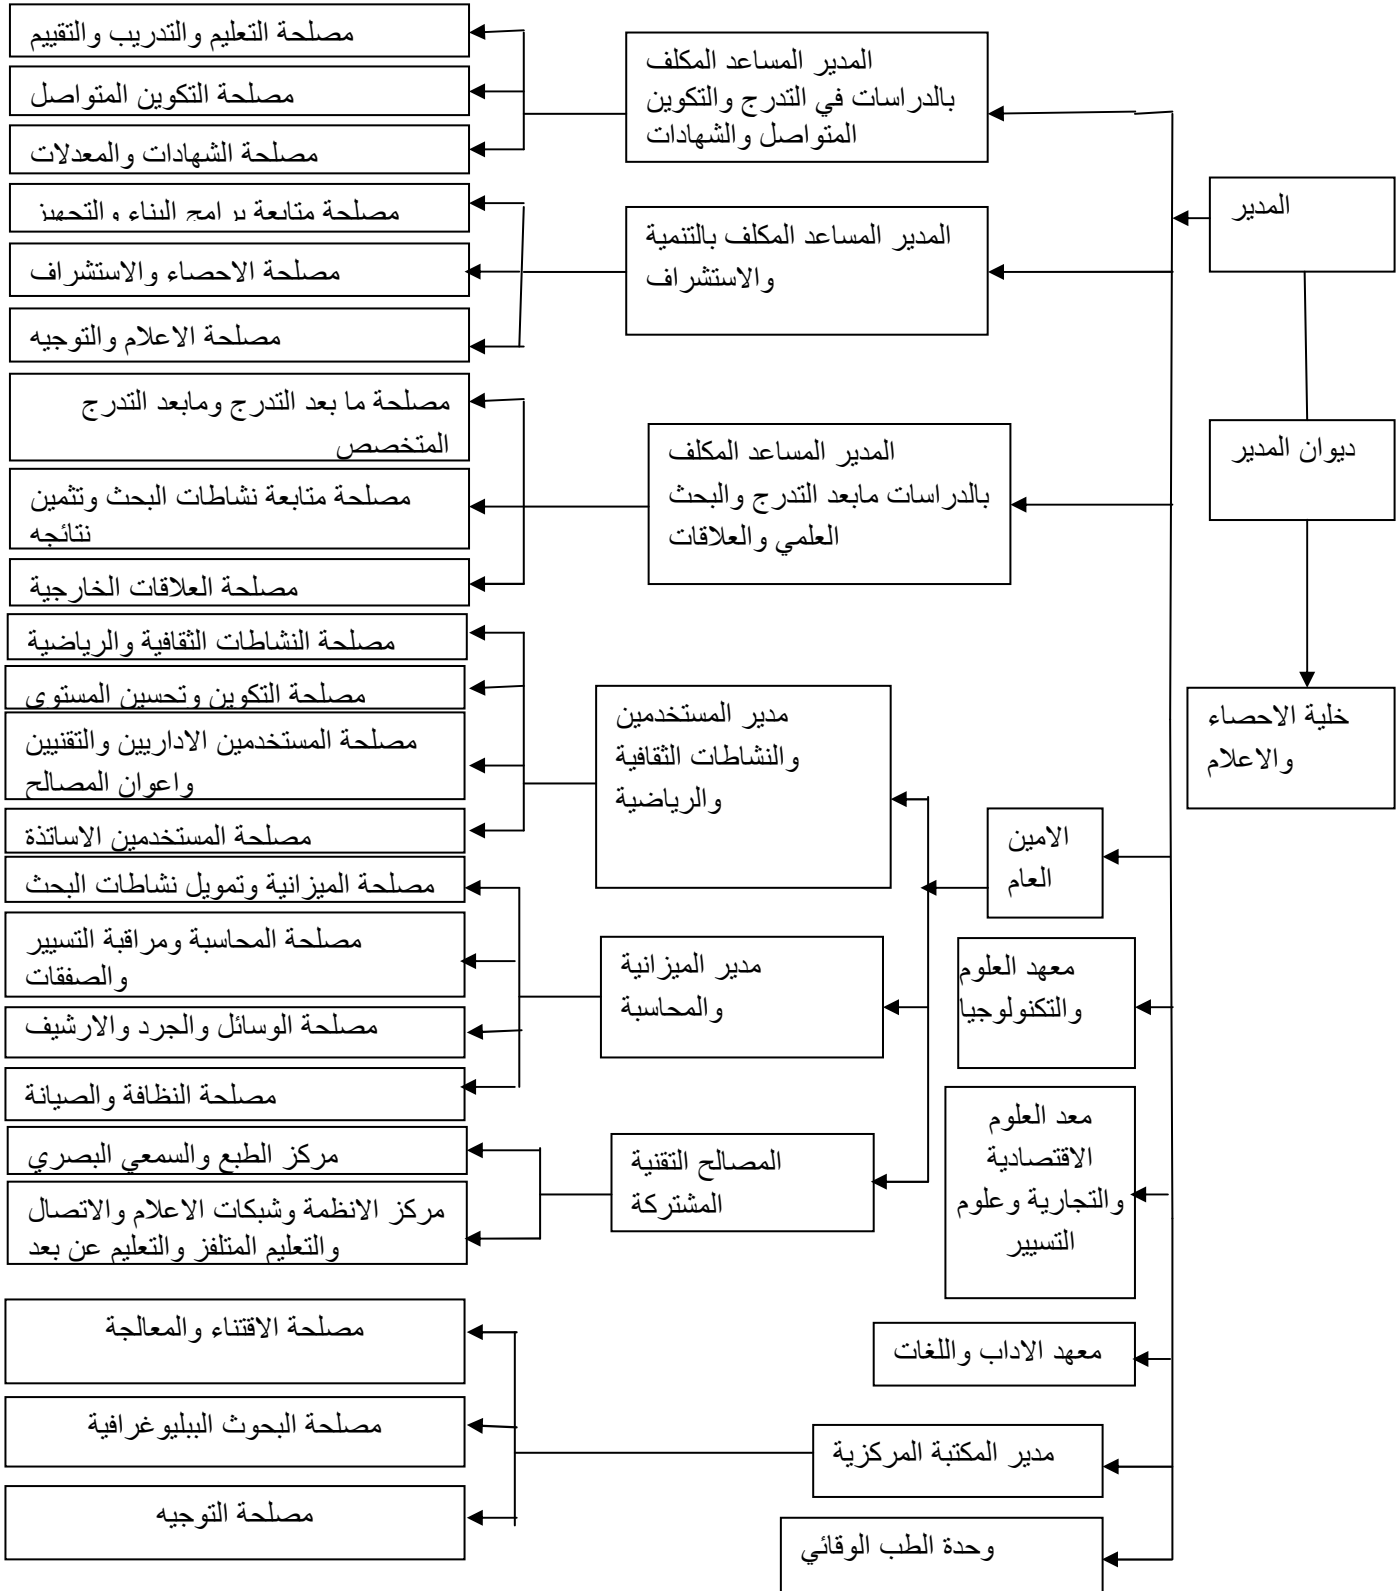 المدير
ديوان المدير
خلية الاحصاء
والاعلام
المدير المساعد المكلف
بالدراسات في التدرج والتكوين
المتواصل والشهادات
المدير المساعد المكلف بالتنمية
والاستشراف
المدير المساعد المكلف
بالدراسات مابعد التدرج والبحث
العلمي والعلاقات
الامين
العام
معهد العلوم
والتكنولوجيا
معد العلوم
الاقتصادية
والتجارية وعلوم
التسيير
معهد الاداب واللغات
مدير المكتبة المركزية
وحدة الطب الوقائي
مدير المستخدمين
والنشاطات الثقافية
والرياضية
مدير الميزانية
والمحاسبة
المصالح التقنية
المشتركة
مصلحة التعليم والتدريب والتقييم
مصلحة التكوين المتواصل
مصلحة الشهادات والمعدلات
مصلحة متابعة برامج البناء والتجهيز
مصلحة الاحصاء والاستشراف
مصلحة الاعلام والتوجيه
مصلحة ما بعد التدرج ومابعد التدرج
المتخصص
مصلحة متابعة نشاطات البحث وتثمين
نتائجه
مصلحة العلاقات الخارجية
مصلحة النشاطات الثقافية والرياضية
مصلحة التكوين وتحسين المستوى
مصلحة المستخدمين الاداريين والتقنيين
واعوان المصالح
مصلحة المستخدمين الاساتذة
مصلحة الميزانية وتمويل نشاطات البحث
مصلحة المحاسبة ومراقبة التسيير
والصفقات
مصلحة الوسائل والجرد والارشيف
مصلحة النظافة والصيانة
مركز الطبع والسمعي البصري
مركز الانظمة وشبكات الاعلام والاتصال
والتعليم المتلفز والتعليم عن بعد
مصلحة الاقتناء والمعالجة
مصلحة البحوث الببليوغرافية
مصلحة التوجيه